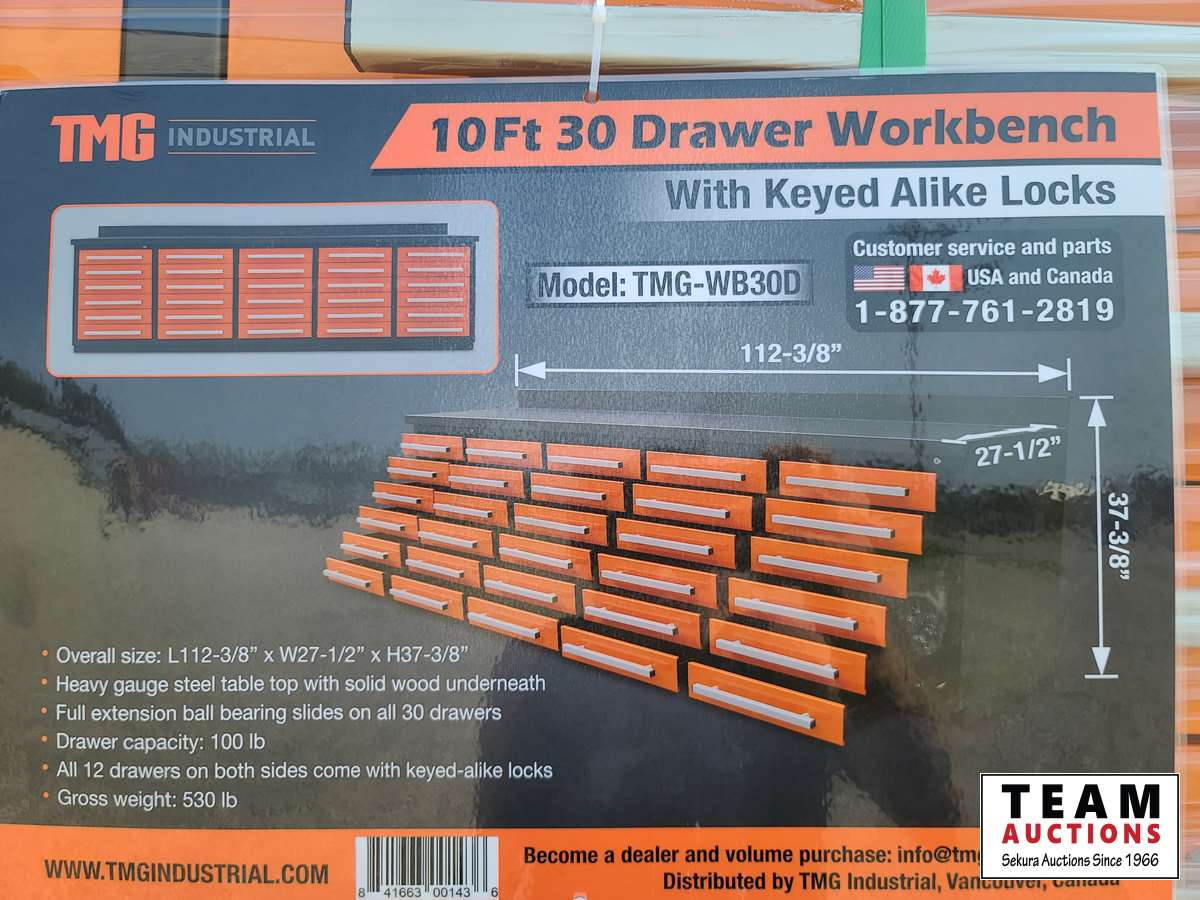 TMG INDUSTRIAL
10Ft 30 Drawer Workbench
With Keyed Alike Locks
Model: TMG-WB30D
Customer service and parts
USA and Canada
1-877-761-2819
112-3/8”
27-1/2”
37-3/8”
• Overall size: L112-3/8” x W27-1/2” x H37-3/8”
• Heavy gauge steel table top with solid wood underneath
• Full extension ball bearing slides on all 30 drawers
• Drawer capacity: 100 lb
• All 12 drawers on both sides come with keyed-alike locks
• Gross weight: 530 lb
WWW.TMGINDUSTRIAL.COM
8 41663 00143 6
Become a dealer and volume purchase: info@tmg
Distributed by TMG Industrial, Vancouver, Canada
TEAM
AUCTIONS
Sekura Auctions Since 1966